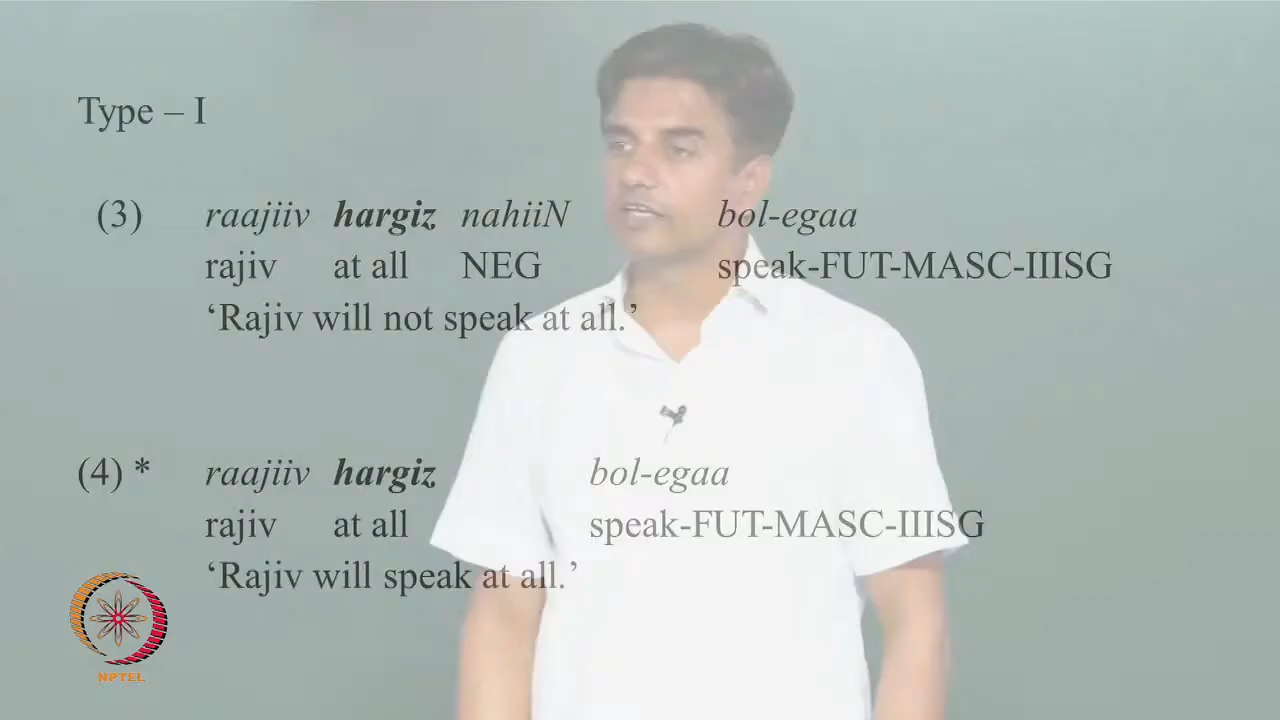 Type – I
(3) raajiiv hargiz nahiiN bol-egaa
rajiv at all NEG speak-FUT-MASC-IIISG
‘Rajiv will not speak at all.’
(4) * raajiiv hargiz bol-egaa
rajiv at all speak-FUT-MASC-IIISG
‘Rajiv will speak at all.’
NPTEL